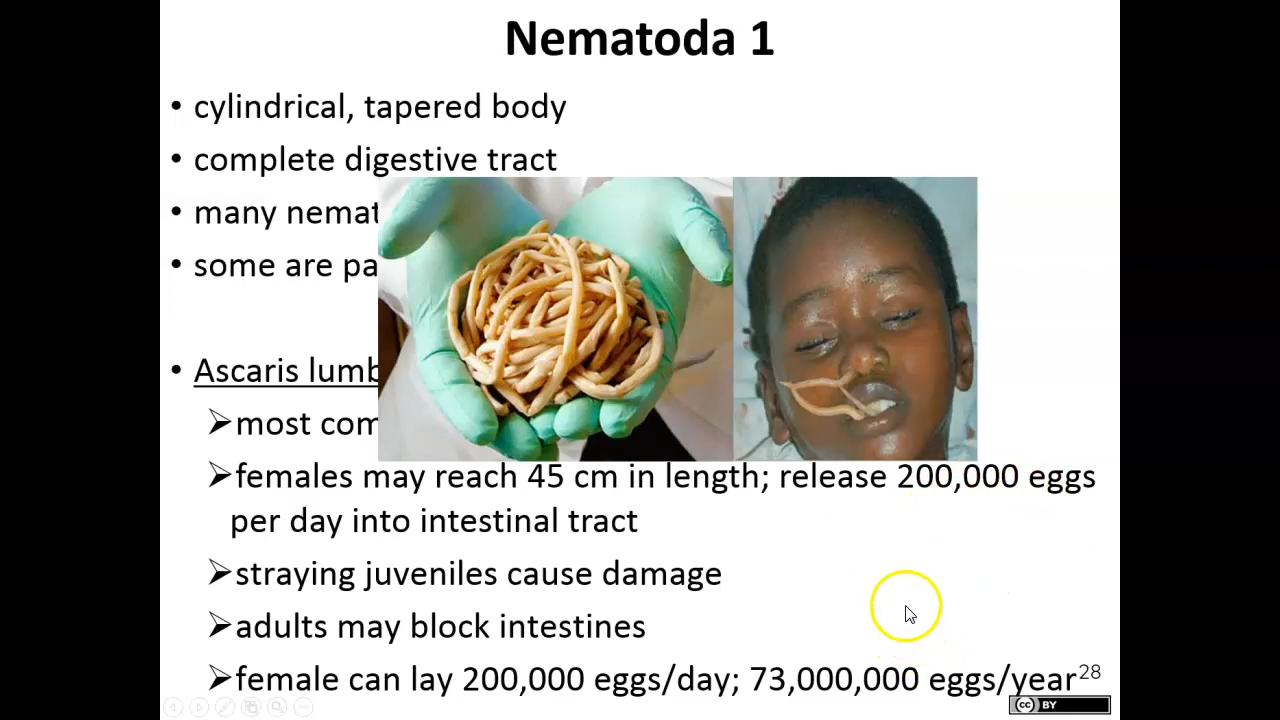 Nematoda 1
• cylindrical, tapered body
• complete digestive tract
• many nemat
• some are pa
• Ascaris lumb
➢most com
➢females may reach 45 cm in length; release 200,000 eggs
per day into intestinal tract
➢straying juveniles cause damage
➢adults may block intestines
➢female can lay 200,000 eggs/day; 73,000,000 eggs/year
28
cc BY